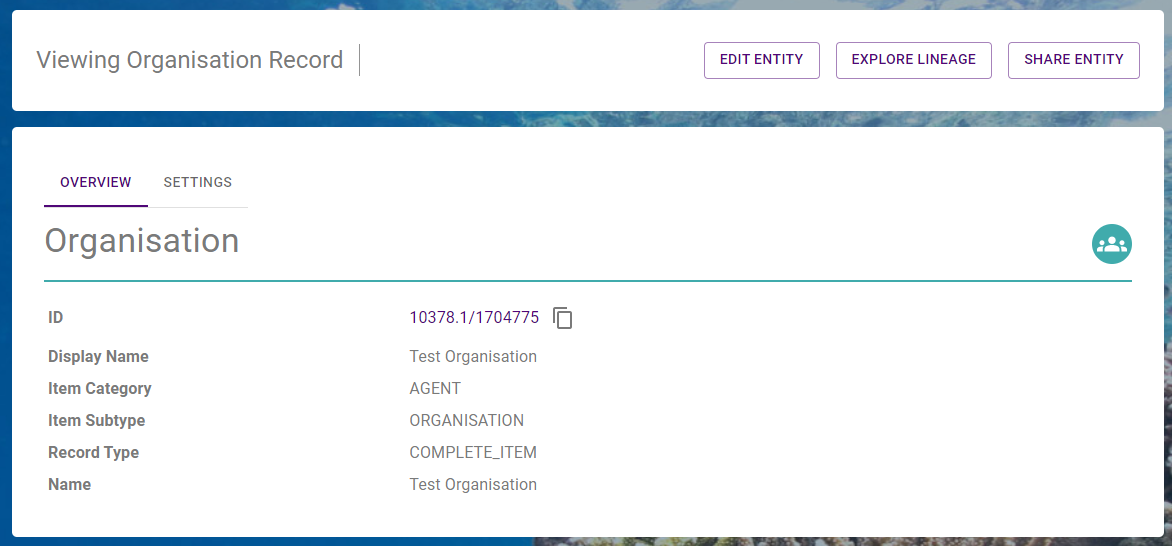 Viewing Organisation Record
EDIT ENTITY
EXPLORE LINEAGE
SHARE ENTITY
OVERVIEW
SETTINGS
Organisation
ID 10378.1/1704775
Display Name Test Organisation
Item Category AGENT
Item Subtype ORGANISATION
Record Type COMPLETE_ITEM
Name Test Organisation